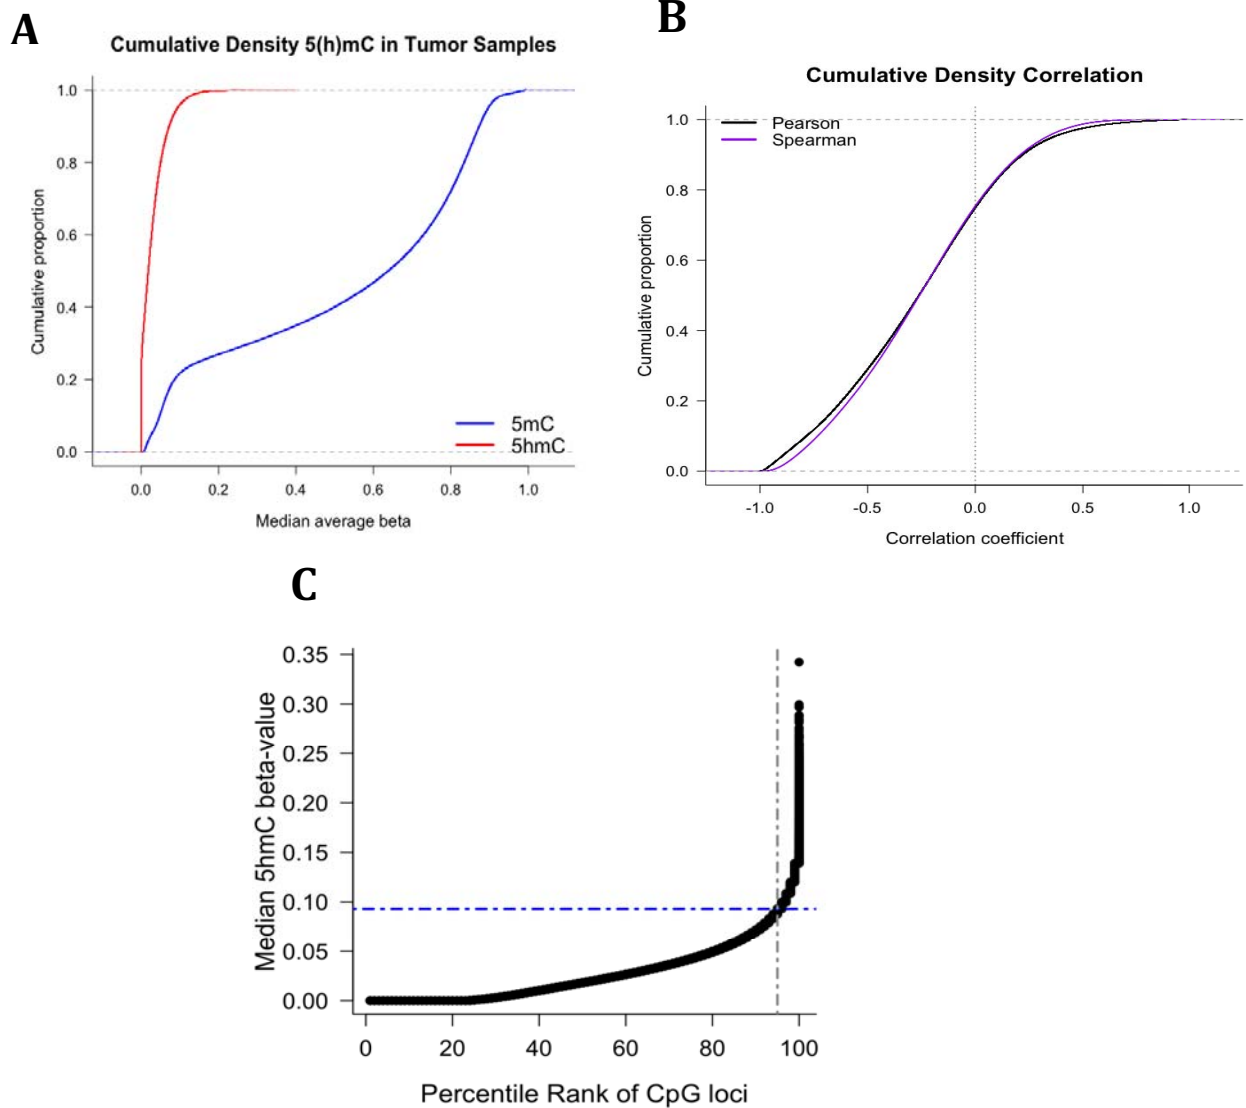 A
Cumulative Density 5(h)mC in Tumor Samples
1.0
0.8
0.6
0.4
0.2
0.0
Cumulative proportion
5mC
5hmC
0.0 0.2 0.4 0.6 0.8 1.0
Median average beta
B
Cumulative Density Correlation
Pearson
Spearman
1.0
0.8
0.6
0.4
0.2
0.0
Cumulative proportion
-1.0 -0.5 0.0 0.5 1.0
Correlation coefficient
C
0.35
0.30
0.25
0.20
0.15
0.10
0.05
0.00
Median 5hmC beta-value
0 20 40 60 80 100
Percentile Rank of CpG loci